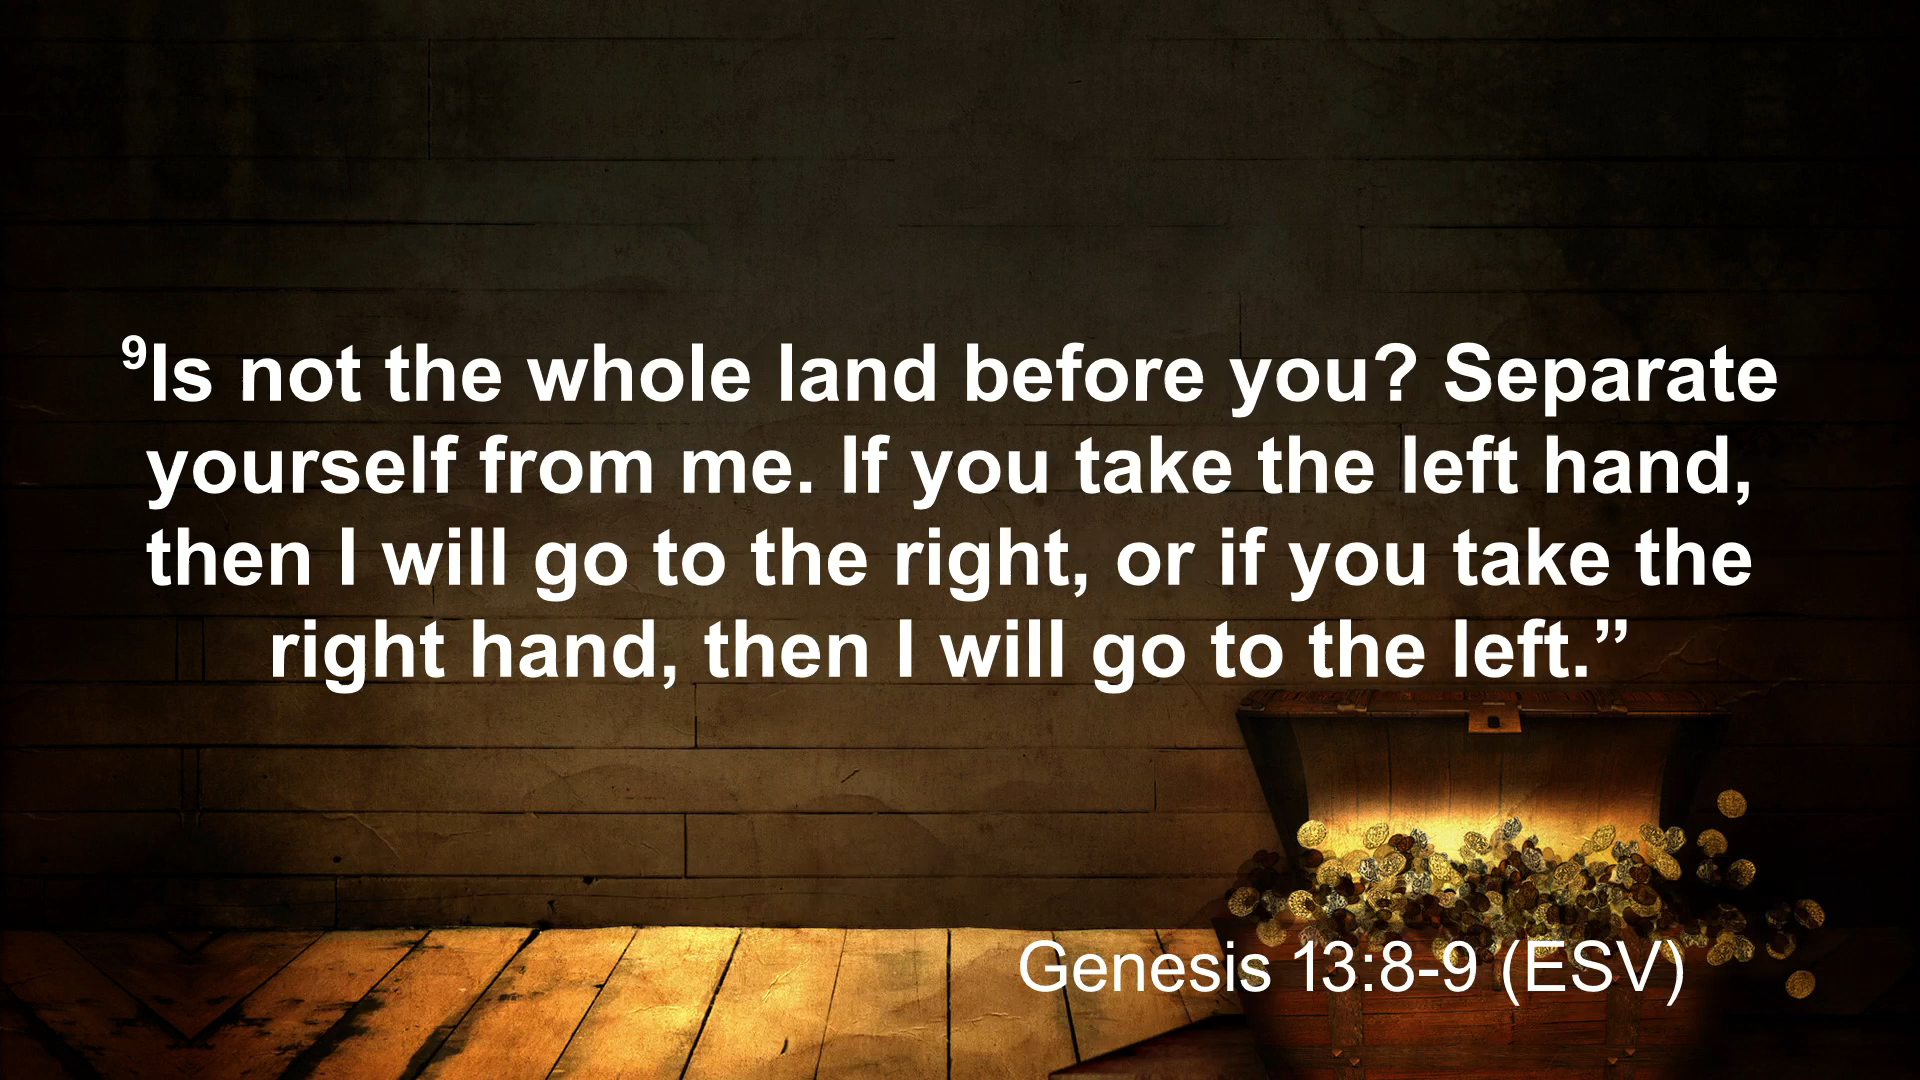 ⁹Is not the whole land before you? Separate
yourself from me. If you take the left hand,
then I will go to the right, or if you take the
right hand, then I will go to the left.”
Genesis 13:8-9 (ESV)